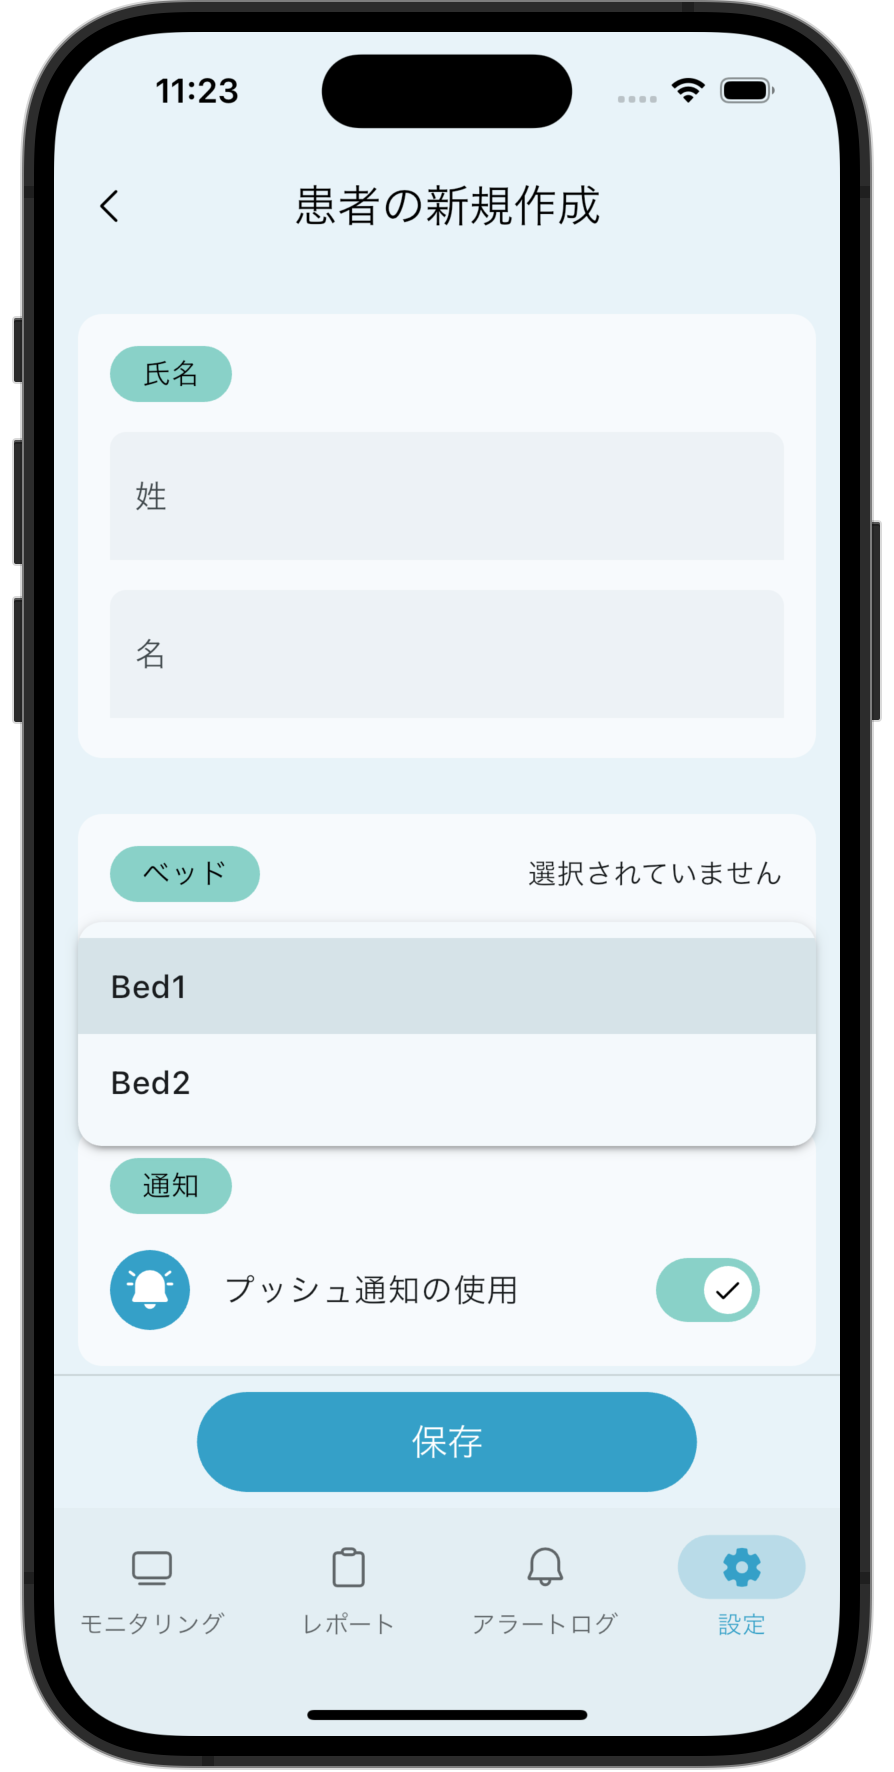 11:23
患者の新規作成
氏名
姓
名
ベッド
選択されていません
Bed1
Bed2
通知
プッシュ通知の使用
保存
モニタリング
レポート
アラートログ
設定